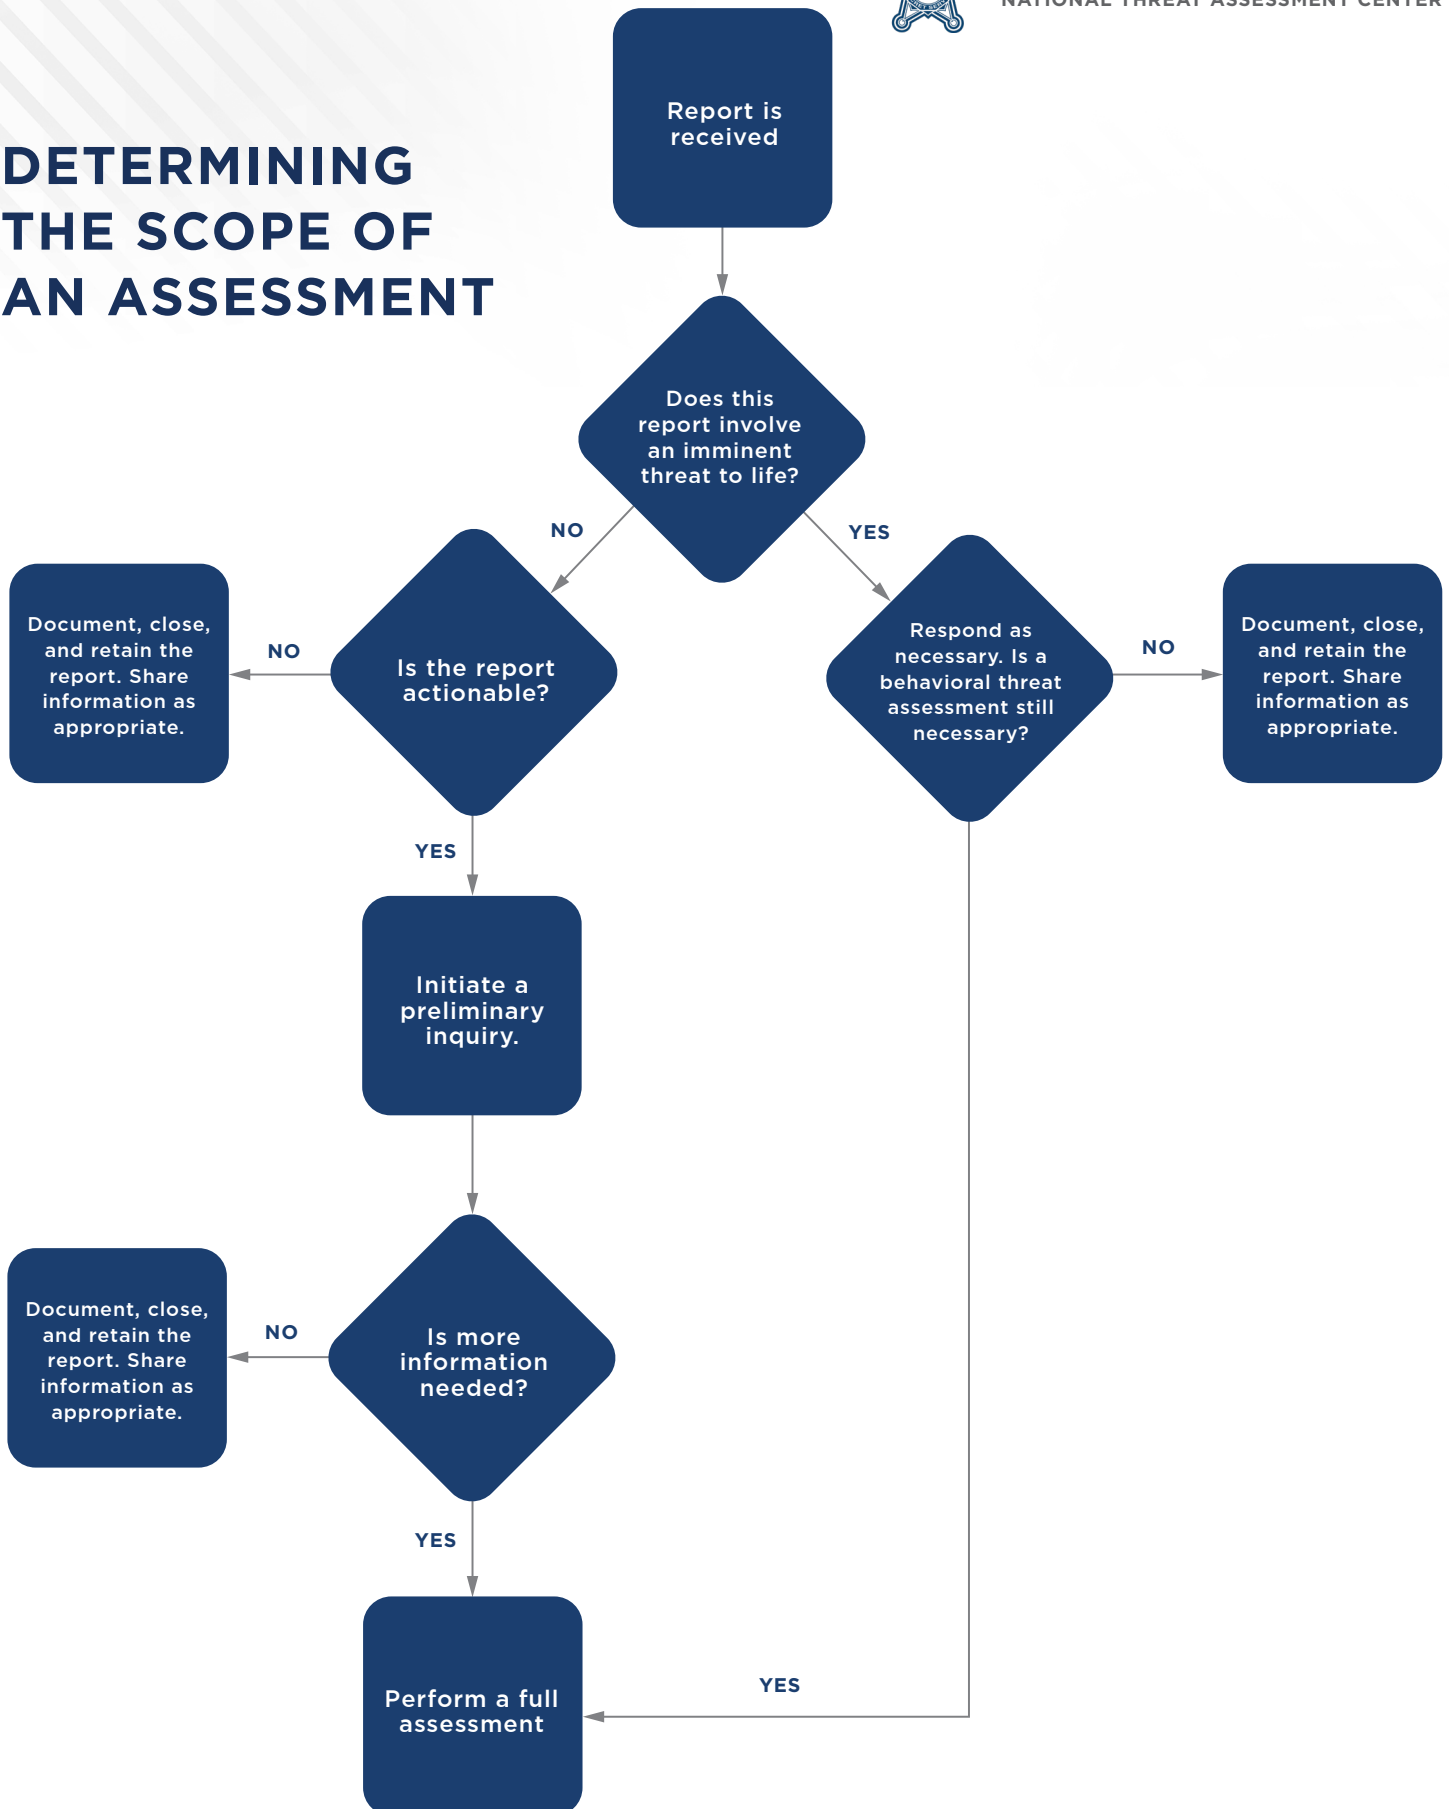 NATIONAL THREAT ASSESSMENT CENTER
DETERMINING
THE SCOPE OF
AN ASSESSMENT
Report is
received
Does this
report involve
an imminent
threat to life?
NO
YES
Document, close,
and retain the
report. Share
information as
appropriate.
NO
Is the report
actionable?
Respond as
necessary. Is a
behavioral threat
assessment still
necessary?
NO
Document, close,
and retain the
report. Share
information as
appropriate.
YES
Initiate a
preliminary
inquiry.
Document, close,
and retain the
report. Share
information as
appropriate.
NO
Is more
information
needed?
YES
Perform a full
assessment
YES